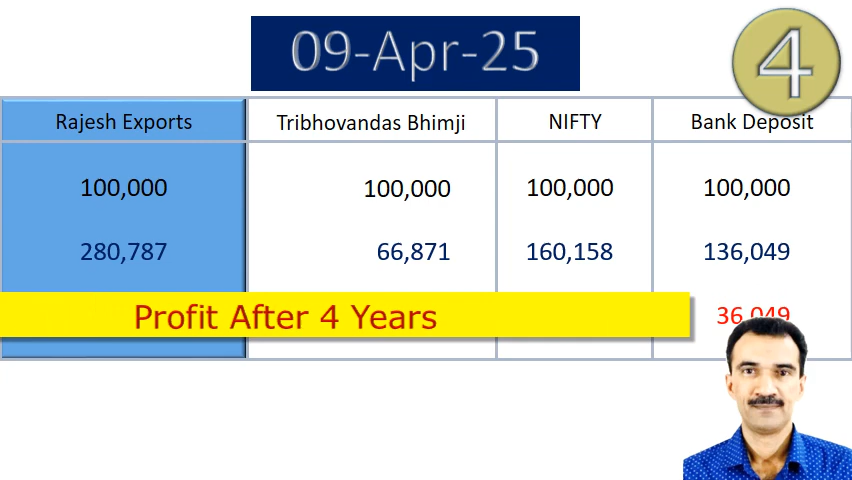 09-Apr-25
4
Rajesh Exports Tribhovandas Bhimji NIFTY Bank Deposit
100,000 100,000 100,000 100,000
280,787 66,871 160,158 136,049
Profit After 4 Years 36,049